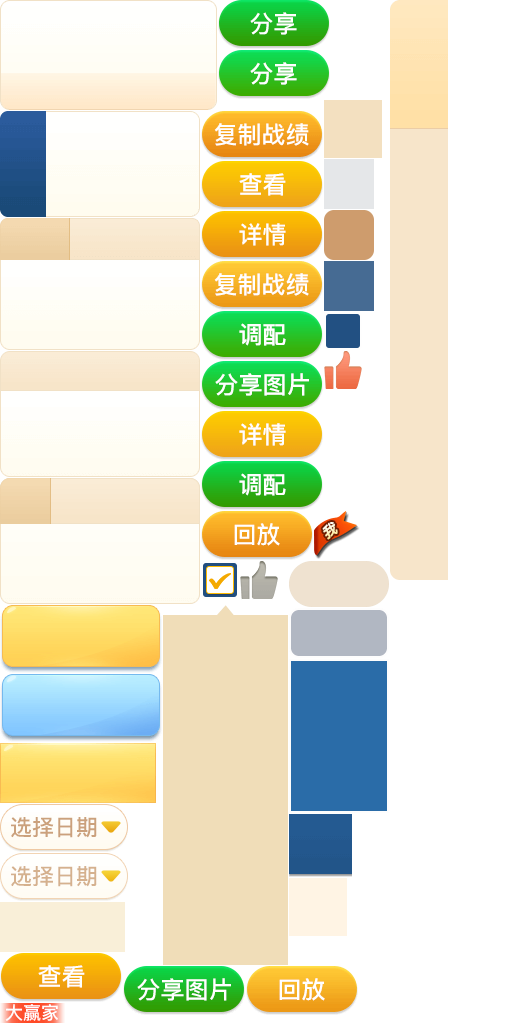 分享
分享
复制战绩
查看
详情
复制战绩
调配
分享图片
详情
调配
回放
我
选择日期
选择日期
查看
分享图片
回放
大赢家